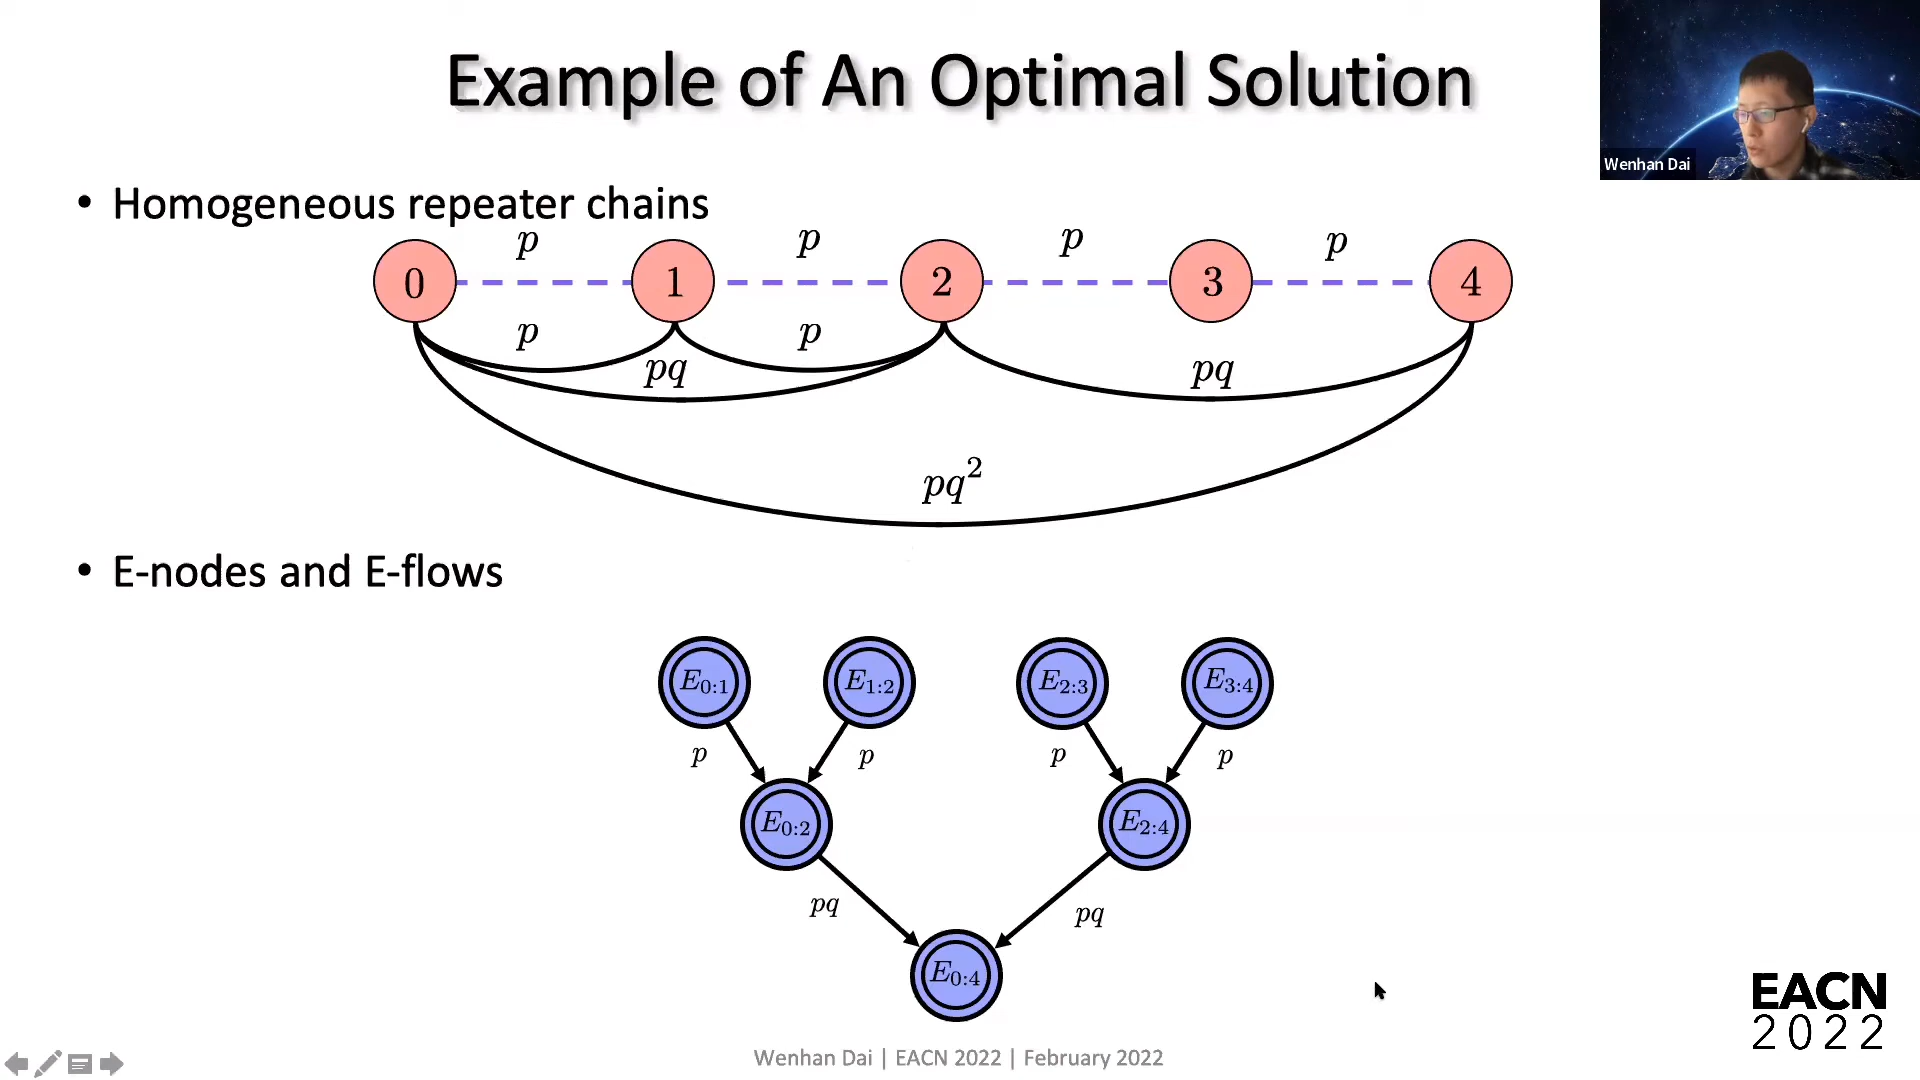 Example of An Optimal Solution
Wenhan Dai
• Homogeneous repeater chains
p p p p
0 1 2 3 4
p p
pq pq
pq²
• E-nodes and E-flows
E₀:₁ E₁:₂ E₂:₃ E₃:₄
p p p p
E₀:₂ E₂:₄
pq pq
E₀:₄
EACN
2022
Wenhan Dai | EACN 2022 | February 2022